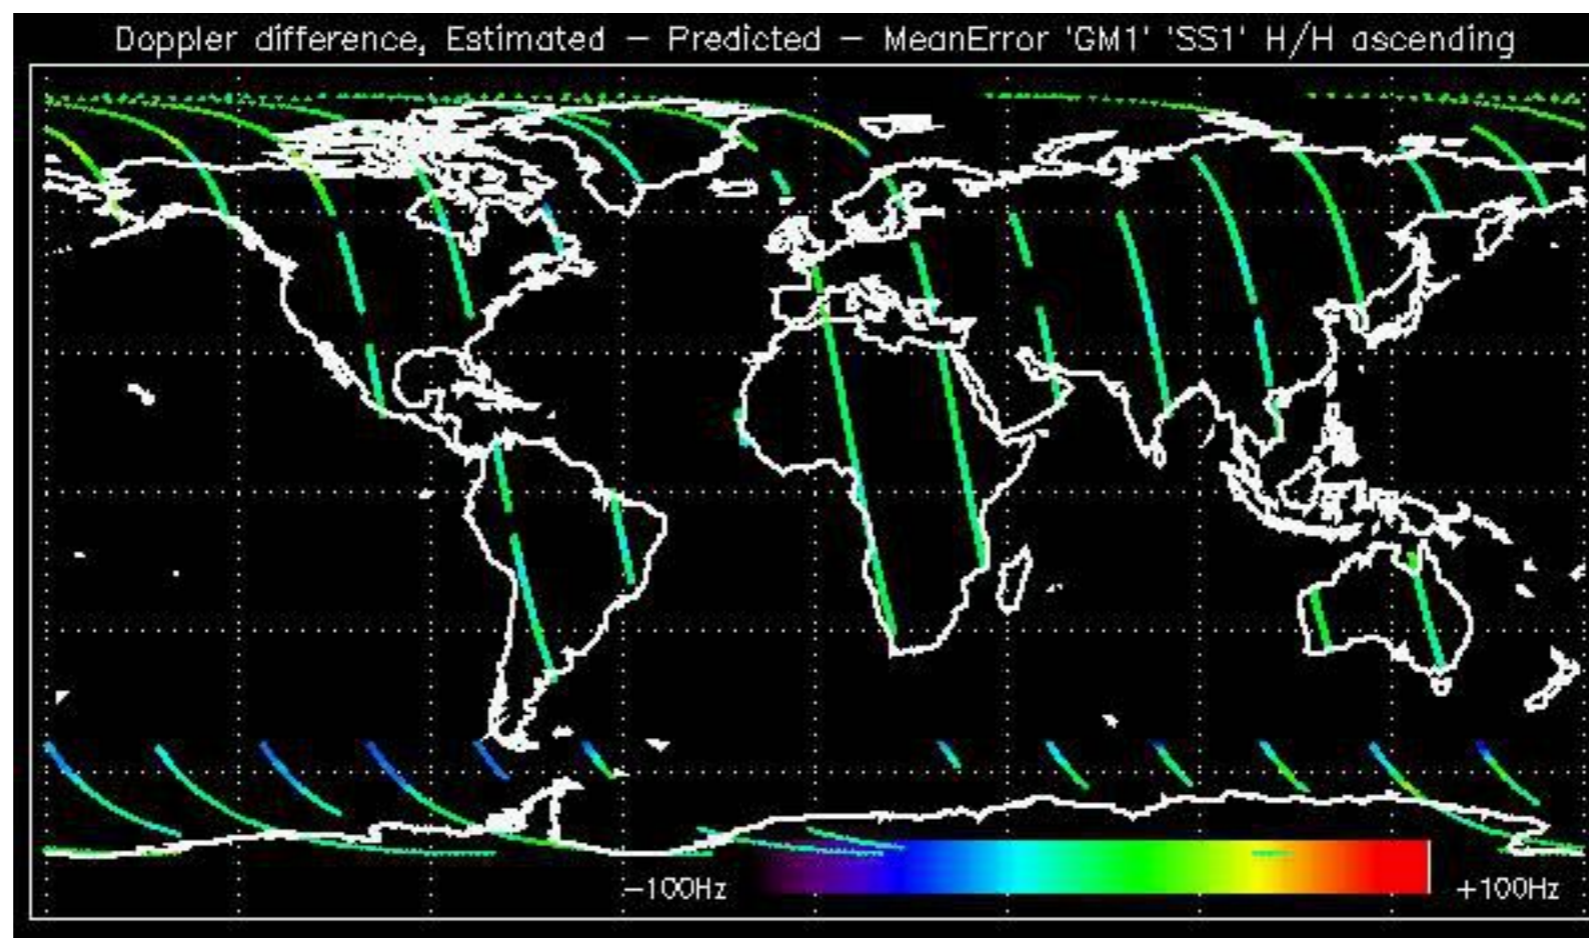 Doppler difference, Estimated − Predicted − MeanError 'GM1' 'SS1' H/H ascending
−100Hz
+100Hz